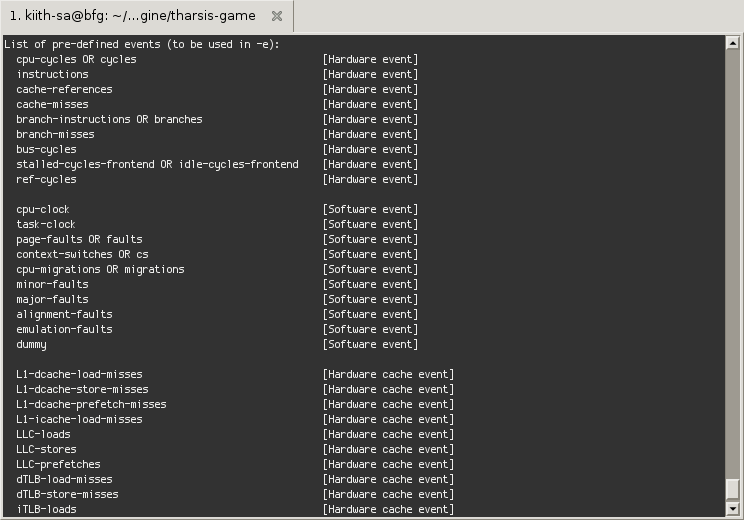 1. kiith-sa@bfg: ~/...gine/tharsis-game
List of pre-defined events (to be used in -e):
cpu-cycles OR cycles [Hardware event]
instructions [Hardware event]
cache-references [Hardware event]
cache-misses [Hardware event]
branch-instructions OR branches [Hardware event]
branch-misses [Hardware event]
bus-cycles [Hardware event]
stalled-cycles-frontend OR idle-cycles-frontend [Hardware event]
ref-cycles [Hardware event]
cpu-clock [Software event]
task-clock [Software event]
page-faults OR faults [Software event]
context-switches OR cs [Software event]
cpu-migrations OR migrations [Software event]
minor-faults [Software event]
major-faults [Software event]
alignment-faults [Software event]
emulation-faults [Software event]
dummy [Software event]
L1-dcache-load-misses [Hardware cache event]
L1-dcache-store-misses [Hardware cache event]
L1-dcache-prefetch-misses [Hardware cache event]
L1-icache-load-misses [Hardware cache event]
LLC-loads [Hardware cache event]
LLC-stores [Hardware cache event]
LLC-prefetches [Hardware cache event]
dTLB-load-misses [Hardware cache event]
dTLB-store-misses [Hardware cache event]
iTLB-loads [Hardware cache event]